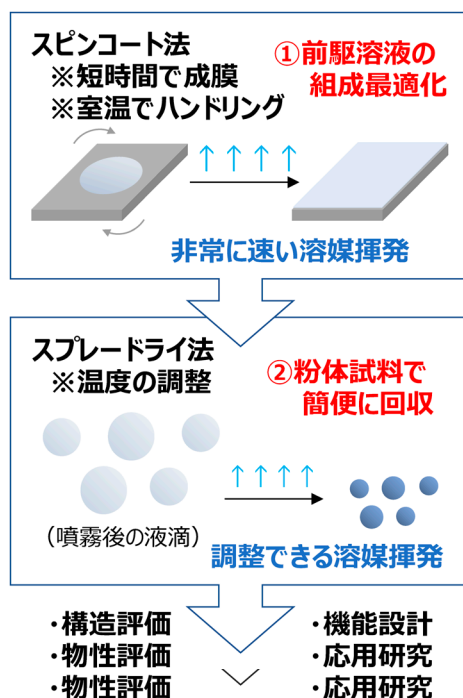 スピンコート法
※短時間で成膜
※室温でハンドリング
①前駆溶液の
組成最適化
非常に速い溶媒揮発
スプレードライ法
※温度の調整
②粉体試料で
簡便に回収
（噴霧後の液滴）
調整できる溶媒揮発
・構造評価
・物性評価
・物性評価
・機能設計
・応用研究
・応用研究